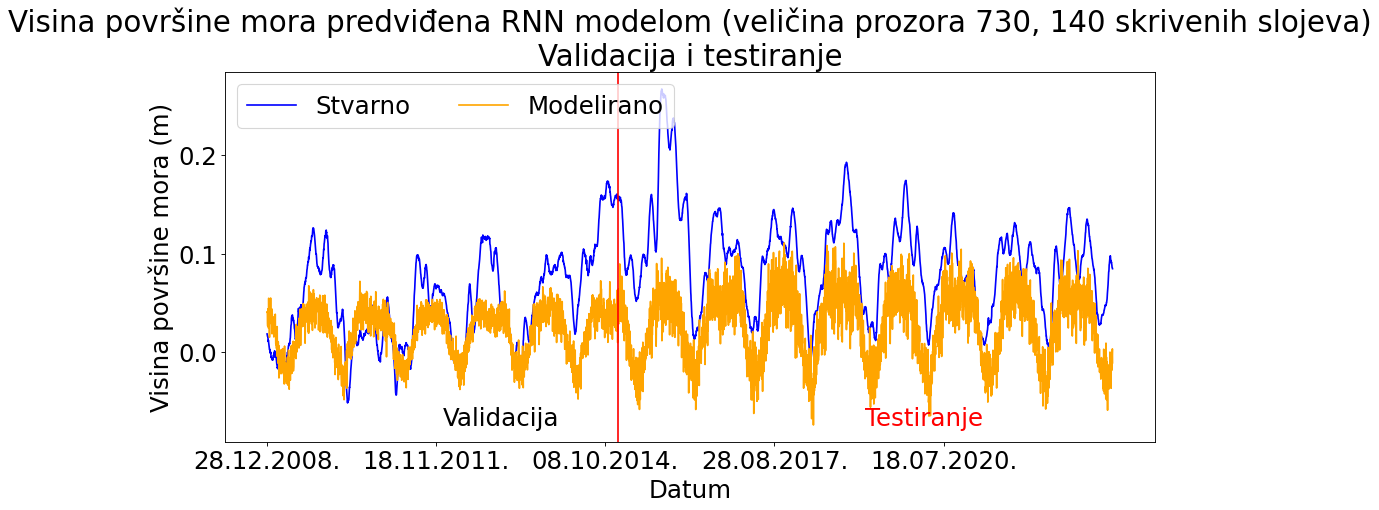 Visina površine mora predviđena RNN modelom (veličina prozora 730, 140 skrivenih slojeva)
Validacija i testiranje
Stvarno
Modelirano
Visina površine mora (m)
0.2
0.1
0.0
Validacija
Testiranje
28.12.2008.
18.11.2011.
08.10.2014.
28.08.2017.
18.07.2020.
Datum